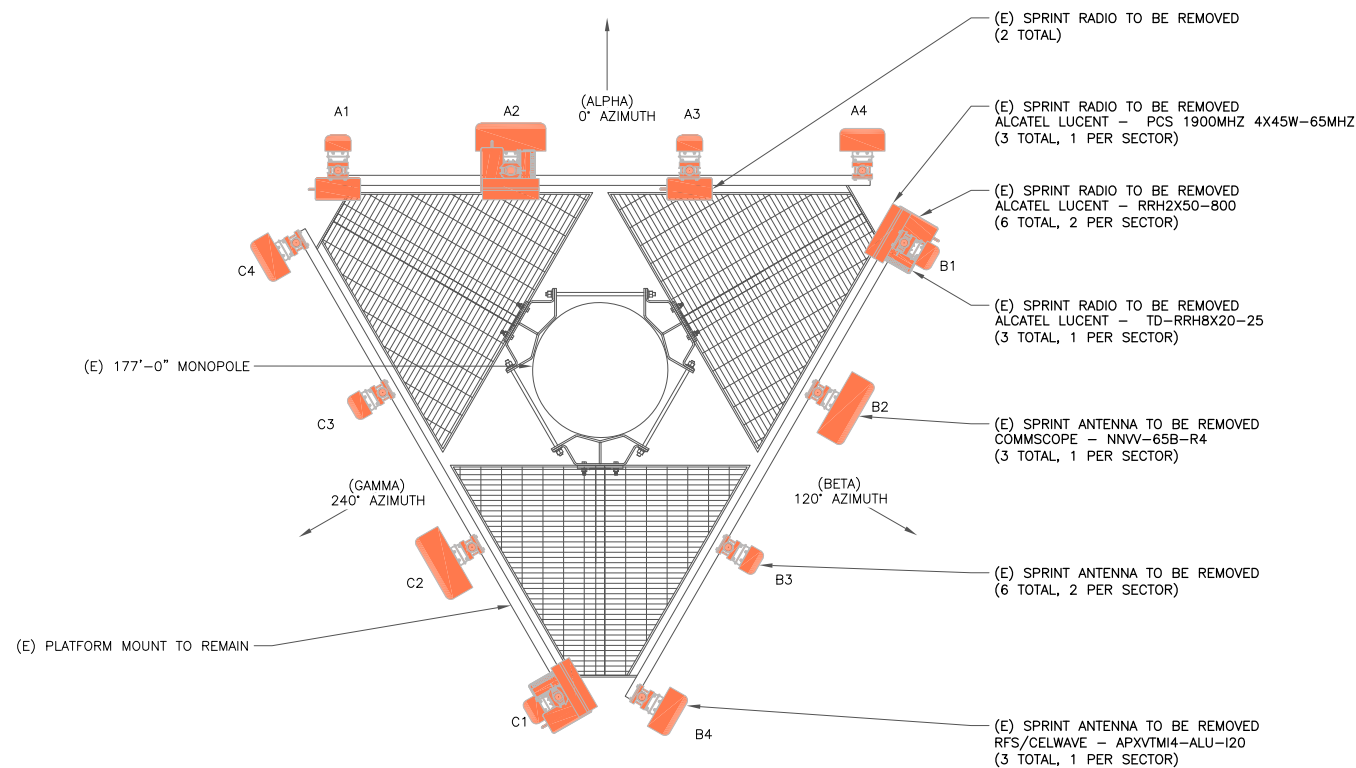 (E) SPRINT RADIO TO BE REMOVED
(2 TOTAL)
(ALPHA)
0° AZIMUTH
A1
A2
A3
A4
(E) SPRINT RADIO TO BE REMOVED
ALCATEL LUCENT – PCS 1900MHZ 4X45W-65MHZ
(3 TOTAL, 1 PER SECTOR)
(E) SPRINT RADIO TO BE REMOVED
ALCATEL LUCENT – RRH2X50-800
(6 TOTAL, 2 PER SECTOR)
C4
B1
(E) SPRINT RADIO TO BE REMOVED
ALCATEL LUCENT – TD-RRH8X20-25
(3 TOTAL, 1 PER SECTOR)
(E) 177'-0" MONOPOLE
C3
B2
(E) SPRINT ANTENNA TO BE REMOVED
COMMSCOPE – NNVV-65B-R4
(3 TOTAL, 1 PER SECTOR)
(GAMMA)
240° AZIMUTH
(BETA)
120° AZIMUTH
C2
B3
(E) SPRINT ANTENNA TO BE REMOVED
(6 TOTAL, 2 PER SECTOR)
(E) PLATFORM MOUNT TO REMAIN
C1
B4
(E) SPRINT ANTENNA TO BE REMOVED
RFS/CELWAVE – APXVTM14-ALU-I20
(3 TOTAL, 1 PER SECTOR)